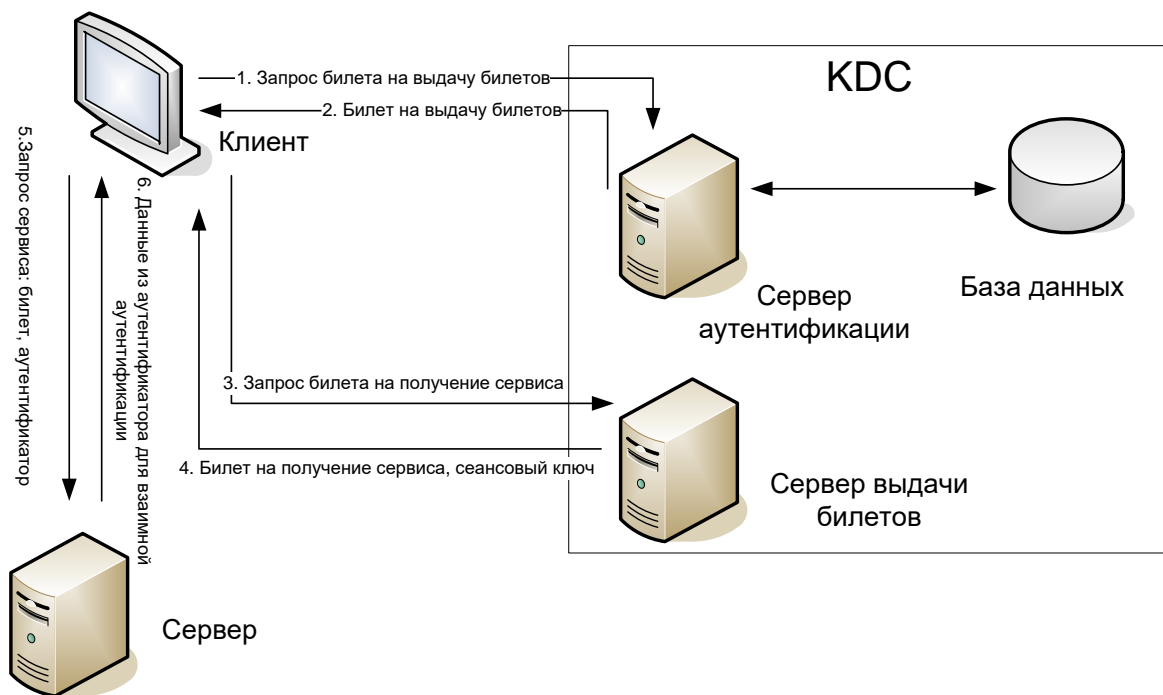 KDC
1. Запрос билета на выдачу билетов
2. Билет на выдачу билетов
Клиент
Сервер
аутентификации
База данных
3. Запрос билета на получение сервиса
4. Билет на получение сервиса, сеансовый ключ
Сервер выдачи
билетов
5.Запрос сервиса: билет, аутентификатор
6. Данные из аутентификатора для взаимной
аутентификации
Сервер